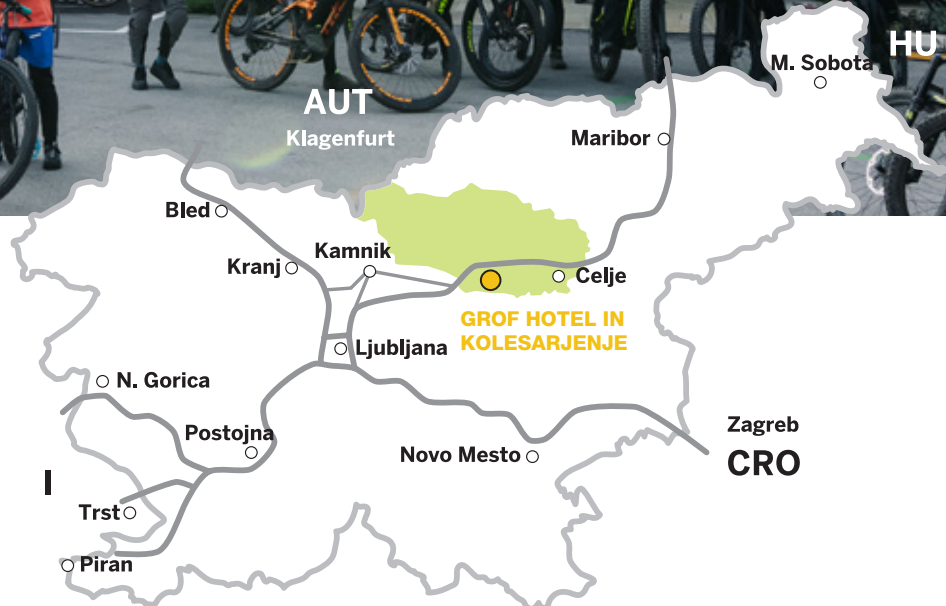 HU
M. Sobota
AUT
Klagenfurt
Maribor
Bled
Kamnik
Kranj
Celje
GROF HOTEL IN
KOLESARJENJE
Ljubljana
N. Gorica
Postojna
Zagreb
Novo Mesto
CRO
I
Trst
Piran